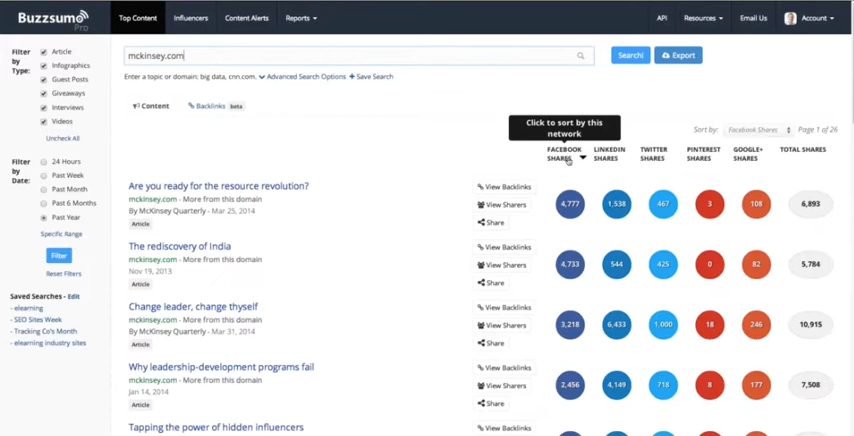 Buzzsumo
Pro
Top Content
Influencers
Content Alerts
Reports
API
Resources
Email Us
Account
Filter by Type:
Article
Infographics
Guest Posts
Giveaways
Interviews
Videos
Uncheck All
Filter by Date:
24 Hours
Past Week
Past Month
Past 6 Months
Past Year
Specific Range
Filter
Reset Filters
Saved Searches - Edit
- elearning
- SEO Sites Week
- Tracking Co's Month
- elearning industry sites
mckinsey.com
Search!
Export
Enter a topic or domain: big data, cnn.com. Advanced Search Options + Save Search
Content
Backlinks beta
Click to sort by this
network
Sort by: Facebook Shares
Page 1 of 26
FACEBOOK SHARES
LINKEDIN SHARES
TWITTER SHARES
PINTEREST SHARES
GOOGLE+ SHARES
TOTAL SHARES
Are you ready for the resource revolution?
mckinsey.com - More from this domain
By McKinsey Quarterly - Mar 25, 2014
Article
View Backlinks
View Sharers
Share
4,777 1,538 467 3 108 6,893
The rediscovery of India
mckinsey.com - More from this domain
Nov 19, 2013
Article
View Backlinks
View Sharers
Share
4,733 544 425 0 82 5,784
Change leader, change thyself
mckinsey.com - More from this domain
By McKinsey Quarterly - Mar 31, 2014
Article
View Backlinks
View Sharers
Share
3,218 6,433 1,000 18 246 10,915
Why leadership-development programs fail
mckinsey.com - More from this domain
Jan 14, 2014
Article
View Backlinks
View Sharers
Share
2,456 4,149 718 8 177 7,508
Tapping the power of hidden influencers
View Backlinks